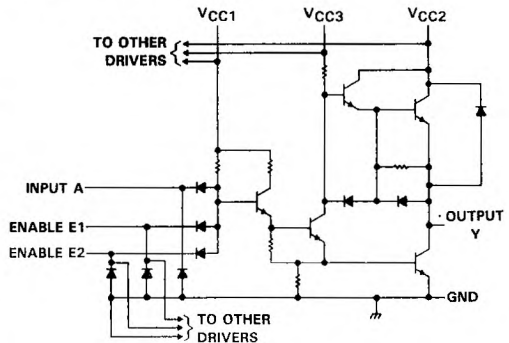 VCC1
VCC3
VCC2
TO OTHER
DRIVERS
INPUT A
ENABLE E1
ENABLE E2
OUTPUT
Y
GND
TO OTHER
DRIVERS